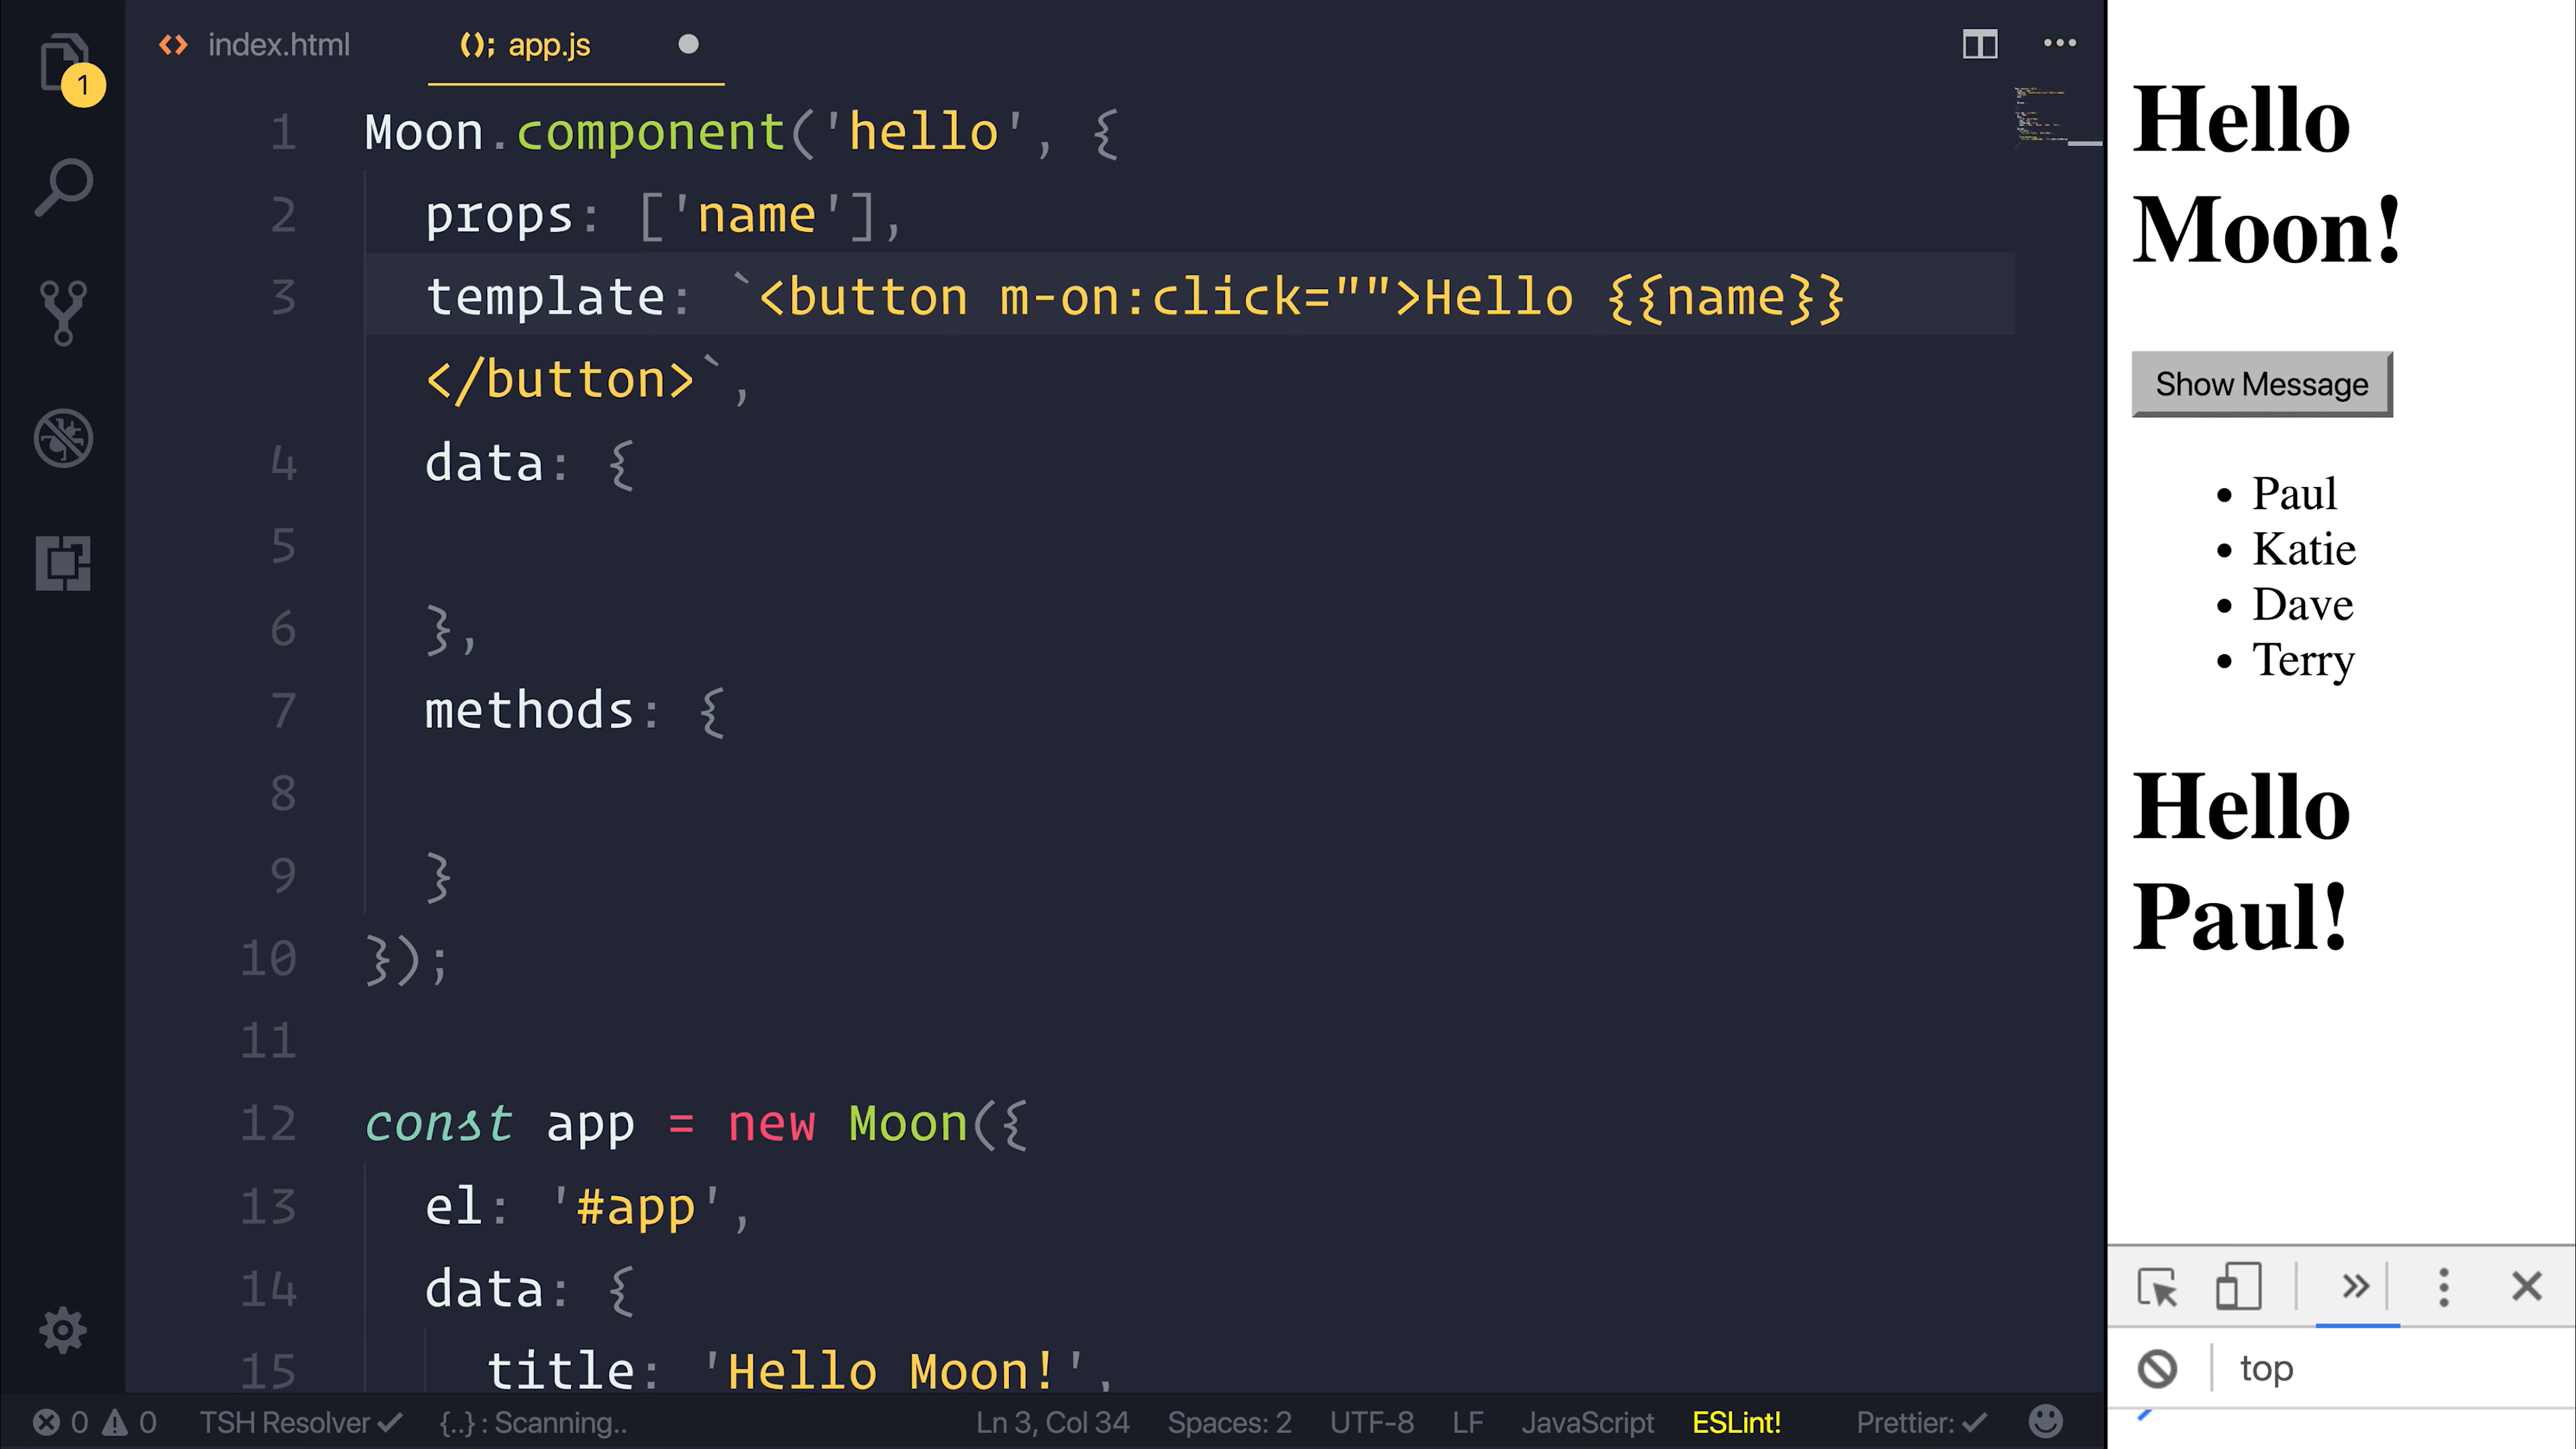 1
index.html
(); app.js
1 Moon.component('hello', {
2 props: ['name'],
3 template: `<button m-on:click="">Hello {{name}}
</button>`,
4 data: {
5
6 },
7 methods: {
8
9 }
10 });
11
12 const app = new Moon({
13 el: '#app',
14 data: {
15 title: 'Hello Moon!',
0 0 TSH Resolver ✓ {..} : Scanning.. Ln 3, Col 34 Spaces: 2 UTF-8 LF JavaScript ESLint! Prettier: ✓
Hello
Moon!
Show Message
• Paul
• Katie
• Dave
• Terry
Hello
Paul!
top